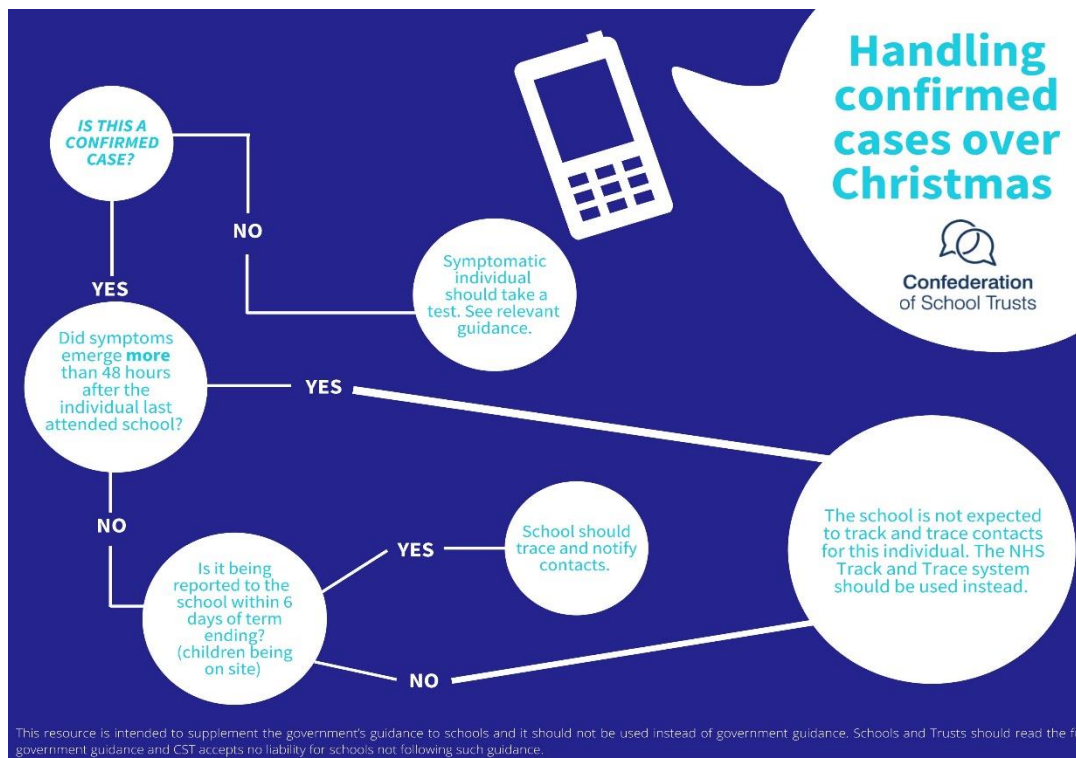 Handling
confirmed
cases over
Christmas
Confederation
of School Trusts
IS THIS A
CONFIRMED
CASE?
NO
YES
Symptomatic
individual
should take a
test. See relevant
guidance.
Did symptoms
emerge more
than 48 hours
after the
individual last
attended school?
YES
NO
Is it being
reported to the
school within 6
days of term
ending?
(children being
on site)
YES
School should
trace and notify
contacts.
NO
The school is not expected
to track and trace contacts
for this individual. The NHS
Track and Trace system
should be used instead.
This resource is intended to supplement the government's guidance to schools and it should not be used instead of government guidance. Schools and Trusts should read the
government guidance and CST accepts no liability for schools not following such guidance.